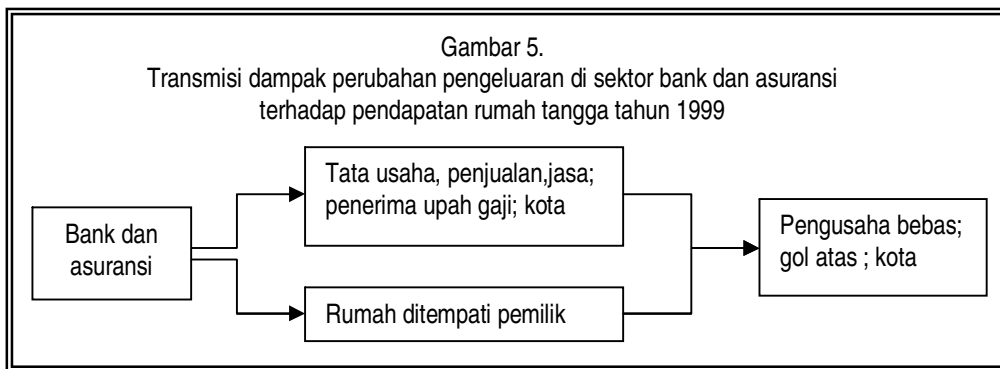 Gambar 5.
Transmisi dampak perubahan pengeluaran di sektor bank dan asuransi
terhadap pendapatan rumah tangga tahun 1999
Bank dan
asuransi
Tata usaha, penjualan,jasa;
penerima upah gaji; kota
Rumah ditempati pemilik
Pengusaha bebas;
gol atas ; kota